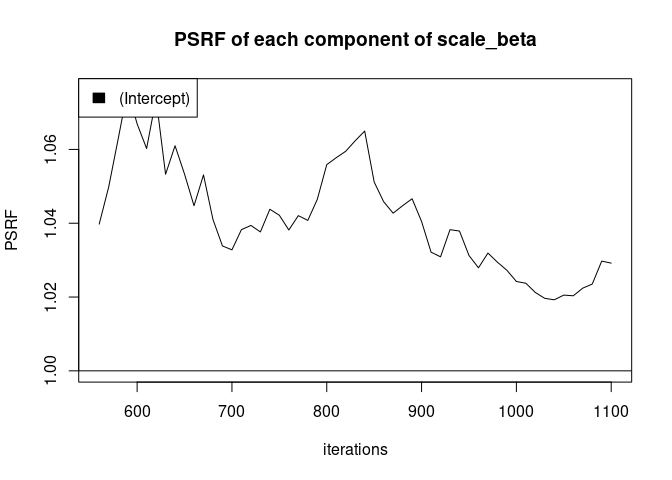 PSRF of each component of scale_beta
(Intercept)
PSRF
1.06
1.04
1.02
1.00
600 700 800 900 1000 1100
iterations